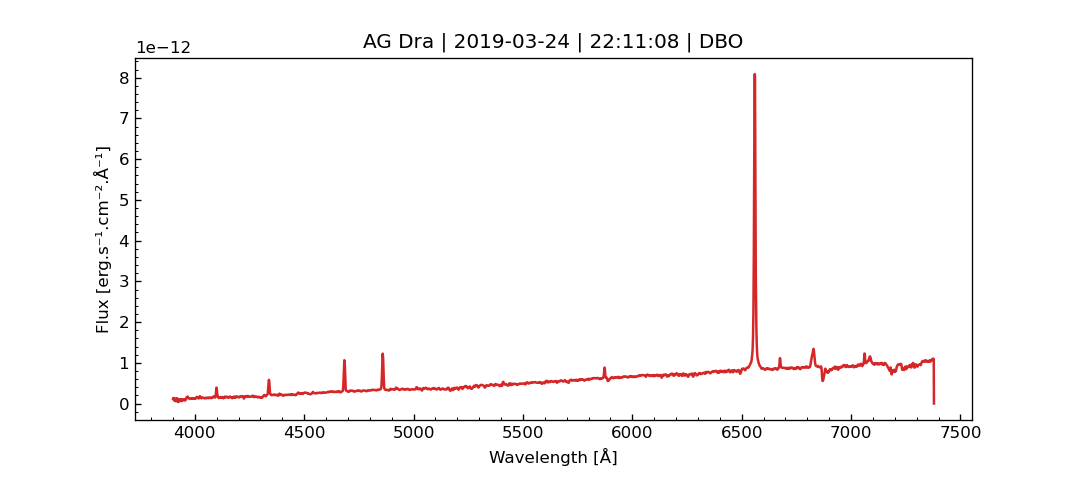 AG Dra | 2019-03-24 | 22:11:08 | DBO
1e−12
8
7
6
5
4
3
2
1
0
Flux [erg.s⁻¹.cm⁻².Å⁻¹]
4000 4500 5000 5500 6000 6500 7000 7500
Wavelength [Å]